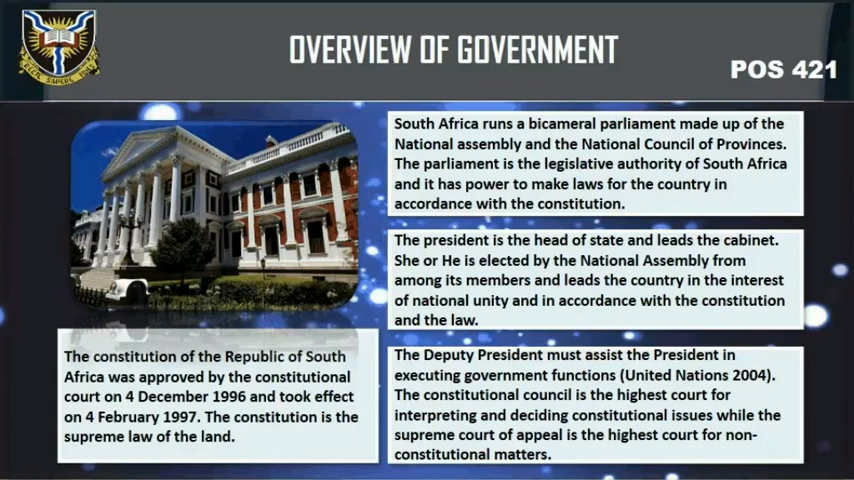 OVERVIEW OF GOVERNMENT
POS 421
South Africa runs a bicameral parliament made up of the
National assembly and the National Council of Provinces.
The parliament is the legislative authority of South Africa
and it has power to make laws for the country in
accordance with the constitution.
The president is the head of state and leads the cabinet.
She or He is elected by the National Assembly from
among its members and leads the country in the interest
of national unity and in accordance with the constitution
and the law.
The constitution of the Republic of South
Africa was approved by the constitutional
court on 4 December 1996 and took effect
on 4 February 1997. The constitution is the
supreme law of the land.
The Deputy President must assist the President in
executing government functions (United Nations 2004).
The constitutional council is the highest court for
interpreting and deciding constitutional issues while the
supreme court of appeal is the highest court for non-
constitutional matters.